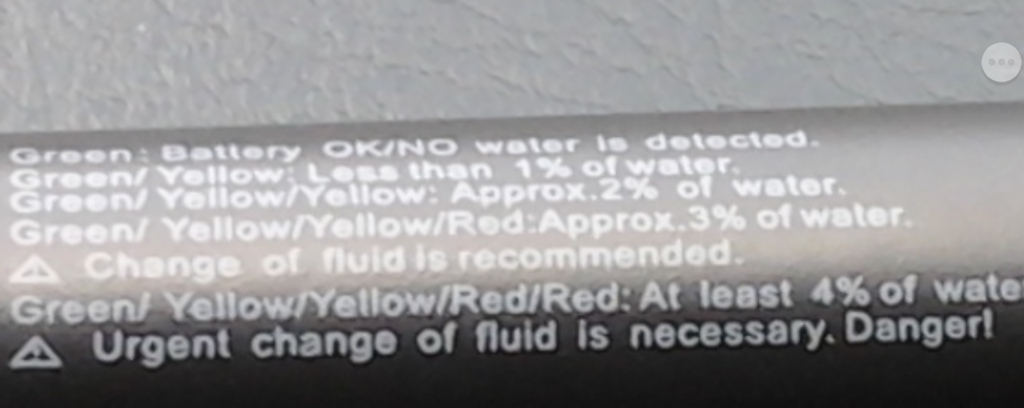 Green: Battery OK/NO water is detected.
Green/ Yellow: Less than 1% of water.
Green/ Yellow/Yellow: Approx.2% of water.
Green/ Yellow/Yellow/Red:Approx.3% of water.
Change of fluid is recommended.
Green/ Yellow/Yellow/Red/Red: At least 4% of wate
Urgent change of fluid is necessary. Danger!